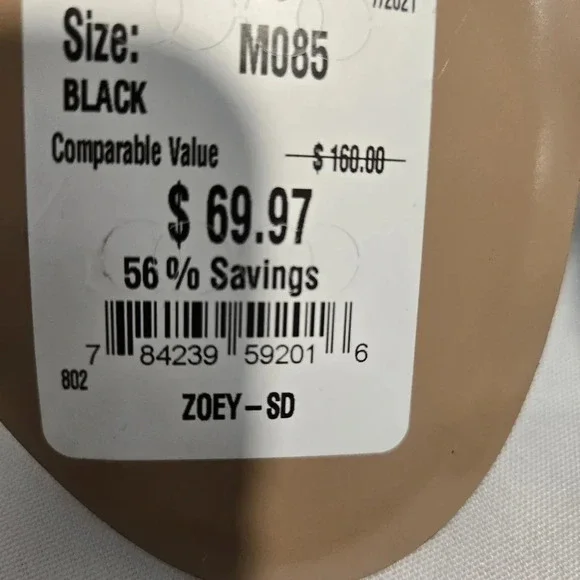 Size: M085
BLACK
Comparable Value $ 160.00
$ 69.97
56% Savings
7 84239 59201 6
802
ZOEY-SD